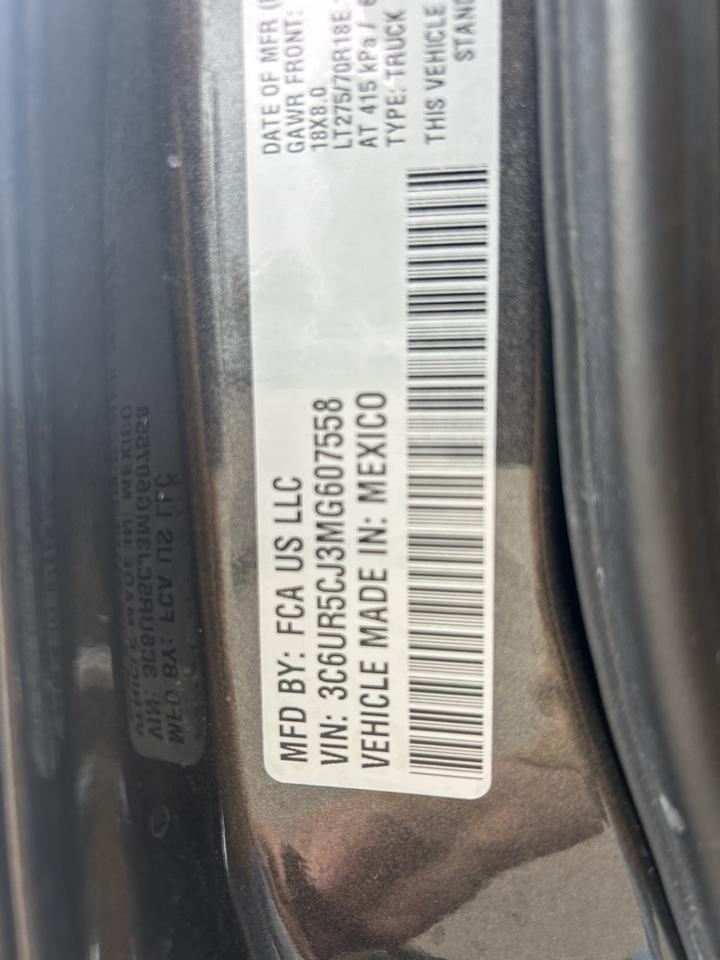 MFD BY: FCA US LLC
VIN: 3C6UR5CJ3MG607558
VEHICLE MADE IN: MEXICO
DATE OF MFR
GAWR FRONT:
18X8.0
LT275/70R18E
AT 415 kPa /
TYPE: TRUCK
THIS VEHICLE
STAND